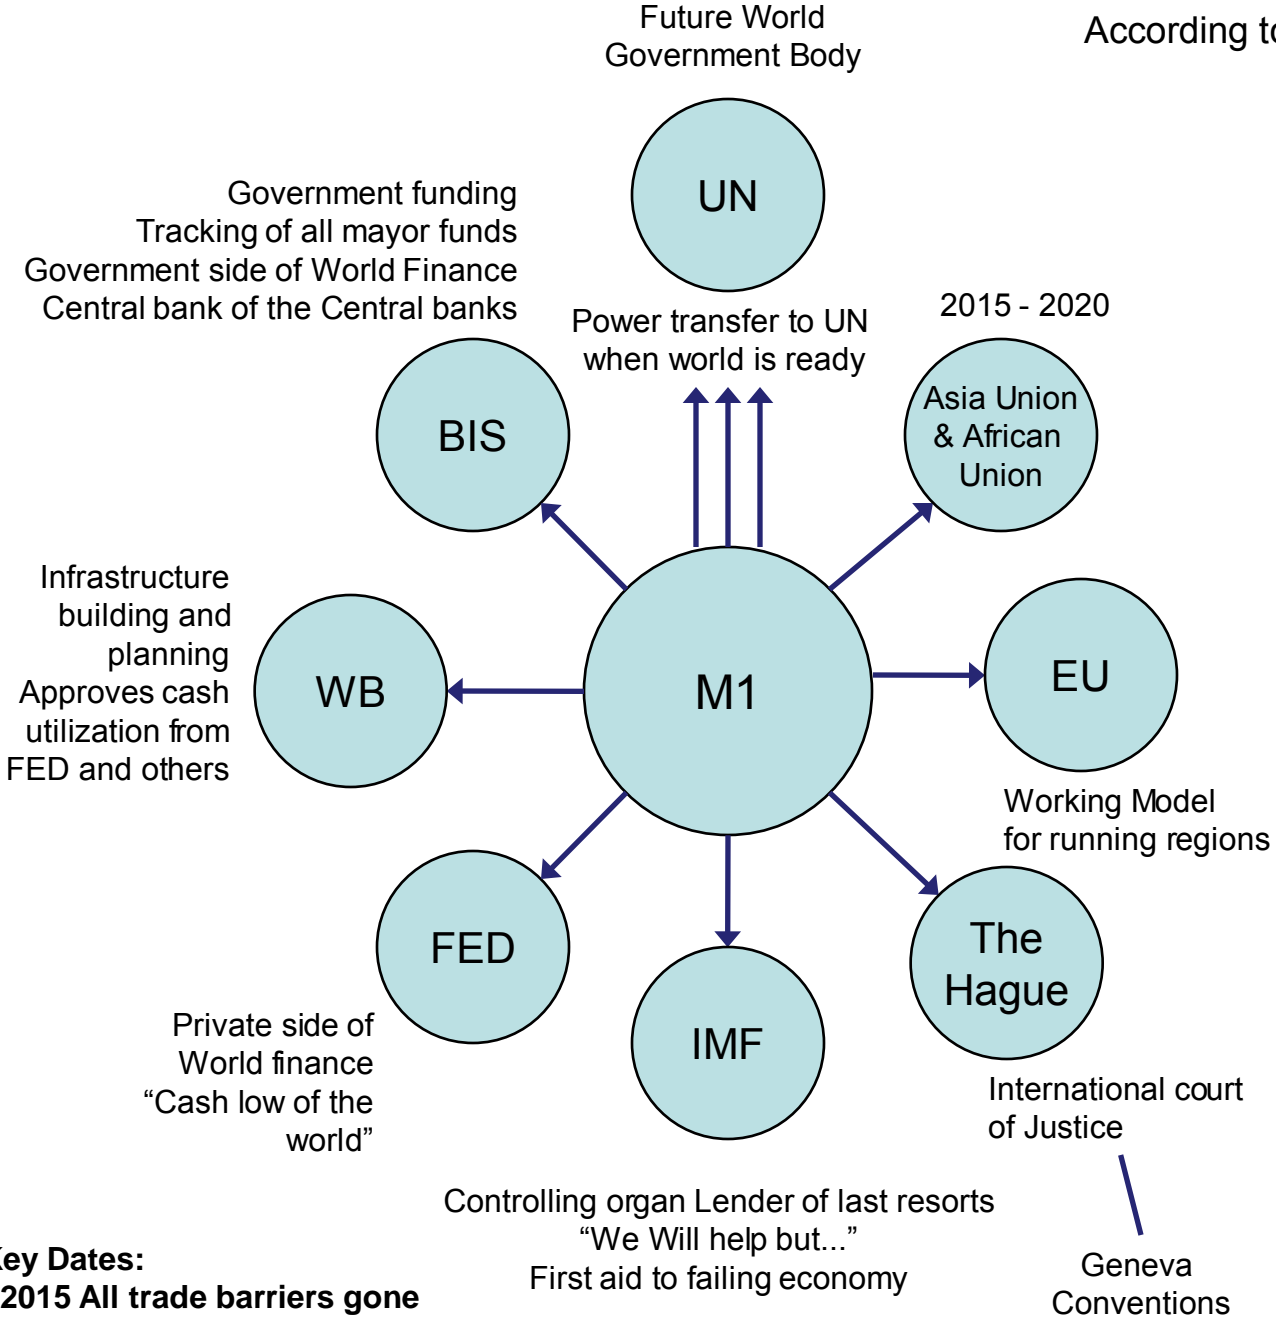 Future World
Government Body
According to
UN
Government funding
Tracking of all mayor funds
Government side of World Finance
Central bank of the Central banks
Power transfer to UN
when world is ready
2015 - 2020
BIS
Asia Union
& African
Union
Infrastructure
building and
planning
Approves cash
utilization from
FED and others
WB
M1
EU
Working Model
for running regions
FED
IMF
The
Hague
Private side of
World finance
“Cash low of the
world”
International court
of Justice
Controlling organ Lender of last resorts
“We Will help but...”
First aid to failing economy
Geneva
Conventions
ey Dates:
2015 All trade barriers gone